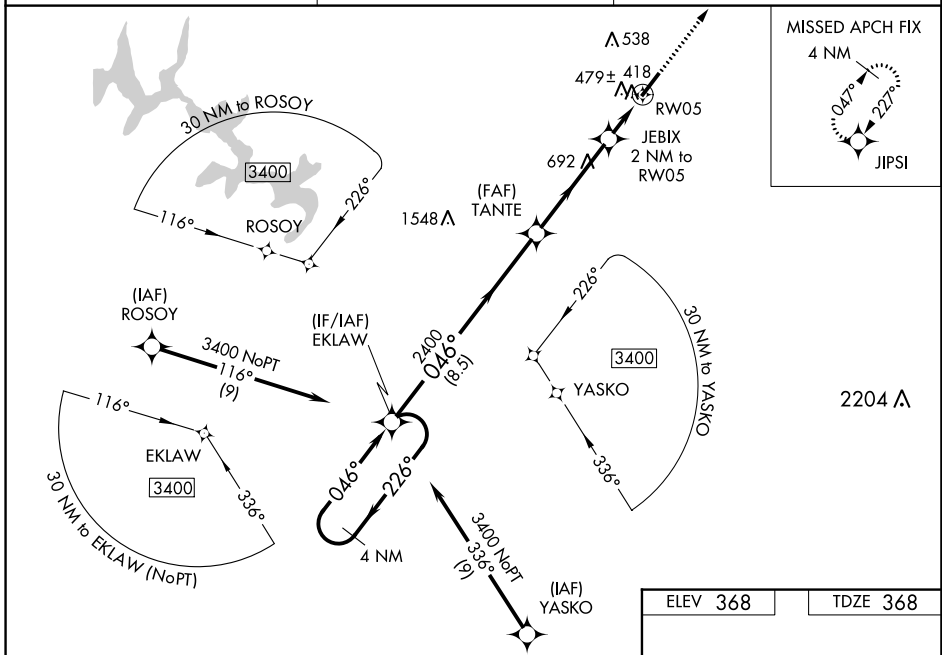 MISSED APCH FIX
4 NM
047°
227°
JIPSI
538
479± 418
RW05
JEBIX
2 NM to
RW05
692
(FAF)
TANTE
1548
30 NM to ROSOY
3400
116°
226°
ROSOY
(IAF)
ROSOY
3400 NoPT
116°
(9)
(IF/IAF)
EKLAW
2400
046°
(8.5)
226°
3400
YASKO
336°
30 NM to YASKO
2204
116°
EKLAW
3400
336°
30 NM to EKLAW (NoPT)
046°
226°
4 NM
3400 NoPT
336°
(9)
(IAF)
YASKO
ELEV 368
TDZE 368